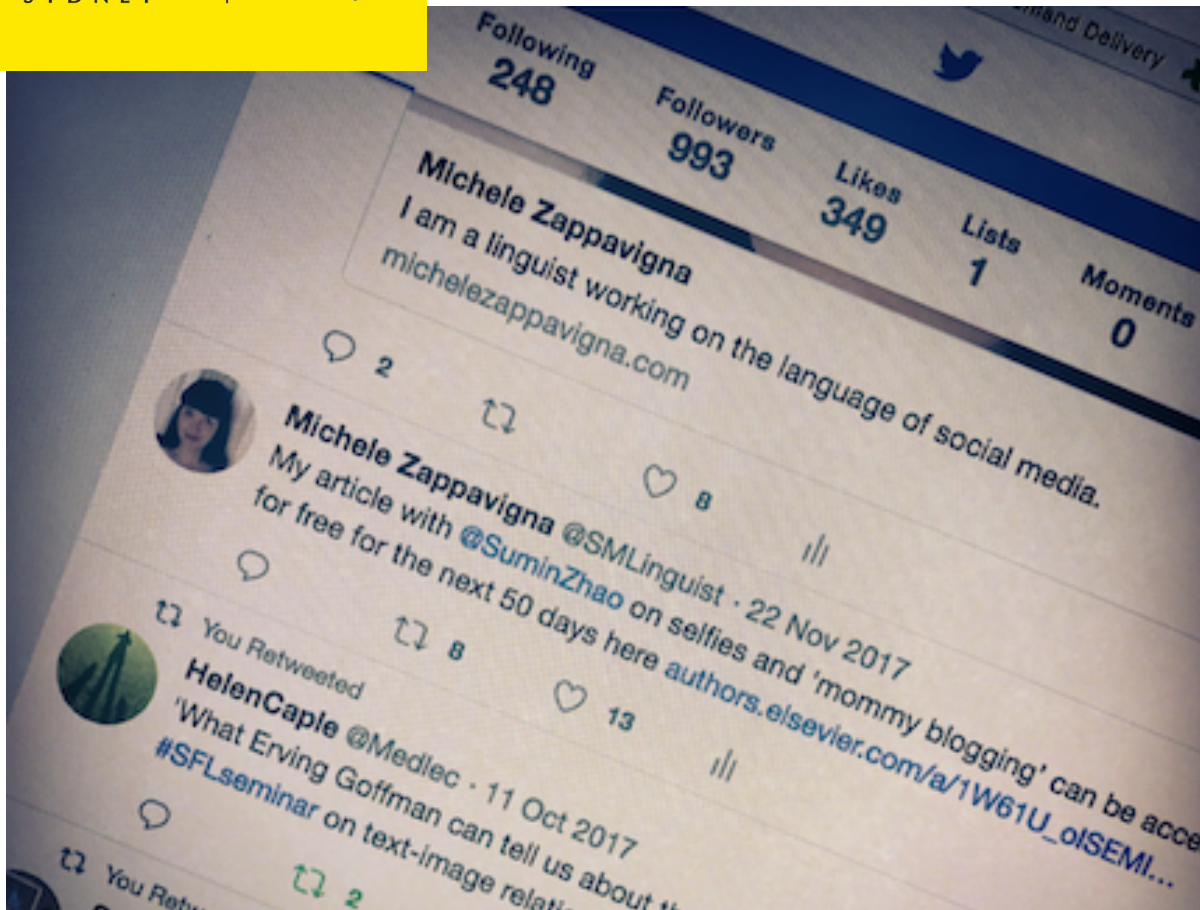 Delivery
Following
248
Followers
993
Likes
349
Lists
1
Moments
0
Michele Zappavigna
I am a linguist working on the language of social media.
michelezappavigna.com
2
8
Michele Zappavigna @SMLinguist · 22 Nov 2017
My article with @SuminZhao on selfies and 'mommy blogging' can be acce
for free for the next 50 days here authors.elsevier.com/a/1W61U_olSEMI...
8
13
You Retweeted
HelenCaple @Medlec · 11 Oct 2017
'What Erving Goffman can tell us about
#SFLseminar on text-image
2
You